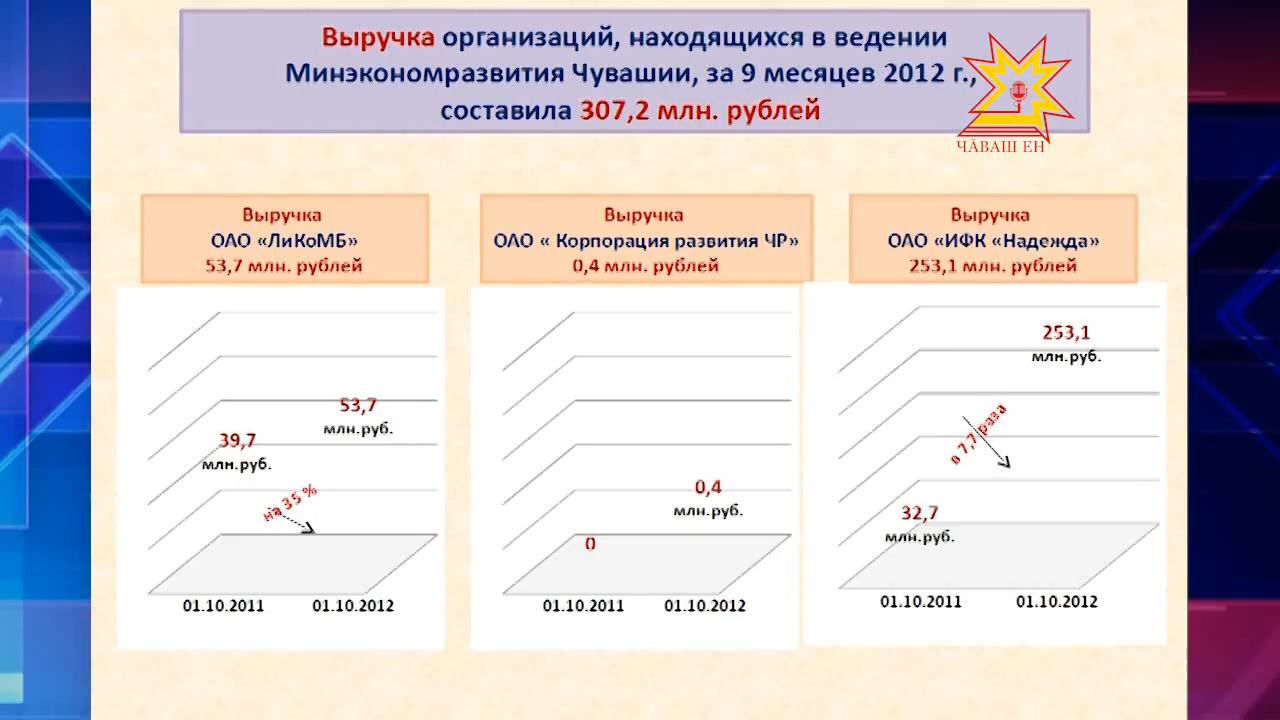 Выручка организаций, находящихся в ведении
Минэкономразвития Чувашии, за 9 месяцев 2012 г.,
составила 307,2 млн. рублей
ЧӐВАШ ЕН
Выручка
ОАО «ЛиКоМБ»
53,7 млн. рублей
Выручка
ОАО « Корпорация развития ЧР»
0,4 млн. рублей
Выручка
ОАО «ИФК «Надежда»
253,1 млн. рублей
39,7
млн.руб.
53,7
млн.руб.
на 35 %
01.10.2011 01.10.2012
0
0,4
млн.руб.
01.10.2011 01.10.2012
32,7
млн.руб.
253,1
млн.руб.
в 7,7 раза
01.10.2011 01.10.2012